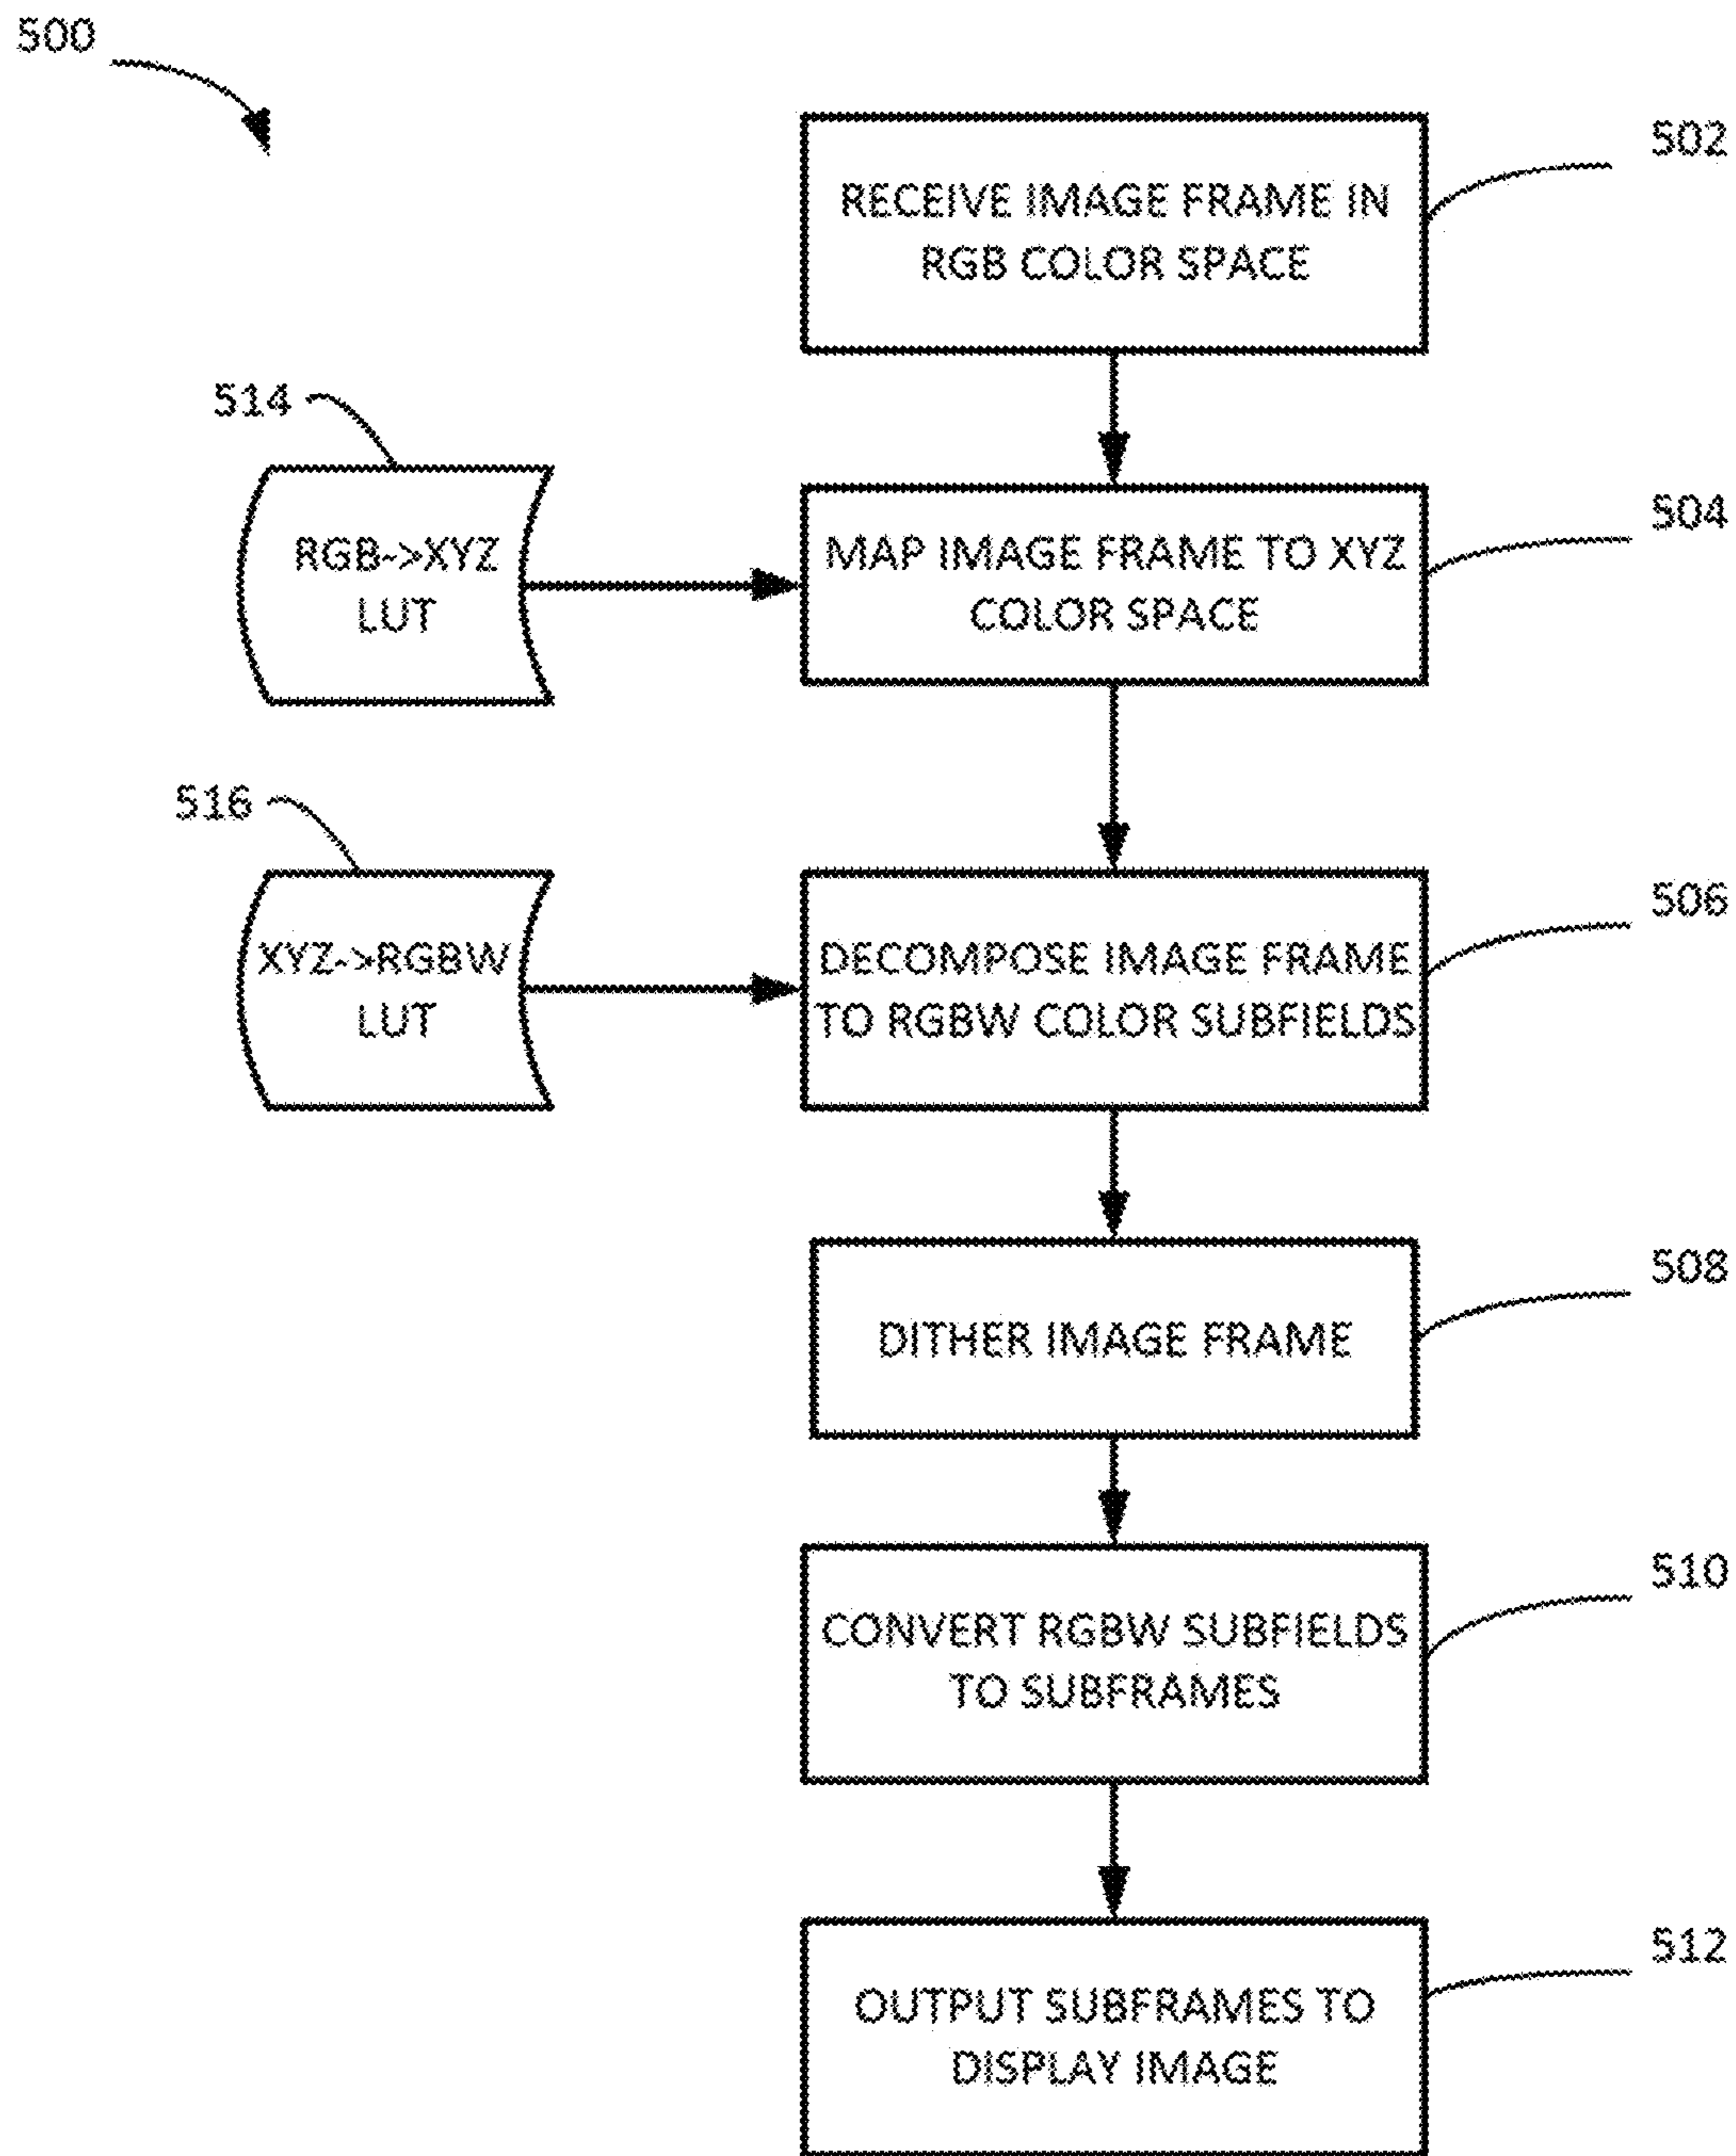 500
502
RECEIVE IMAGE FRAME IN
RGB COLOR SPACE
514
RGB->XYZ
LUT
504
MAP IMAGE FRAME TO XYZ
COLOR SPACE
516
XYZ->RGBW
LUT
506
DECOMPOSE IMAGE FRAME
TO RGBW COLOR SUBFIELDS
508
DITHER IMAGE FRAME
510
CONVERT RGBW SUBFIELDS
TO SUBFRAMES
512
OUTPUT SUBFRAMES TO
DISPLAY IMAGE